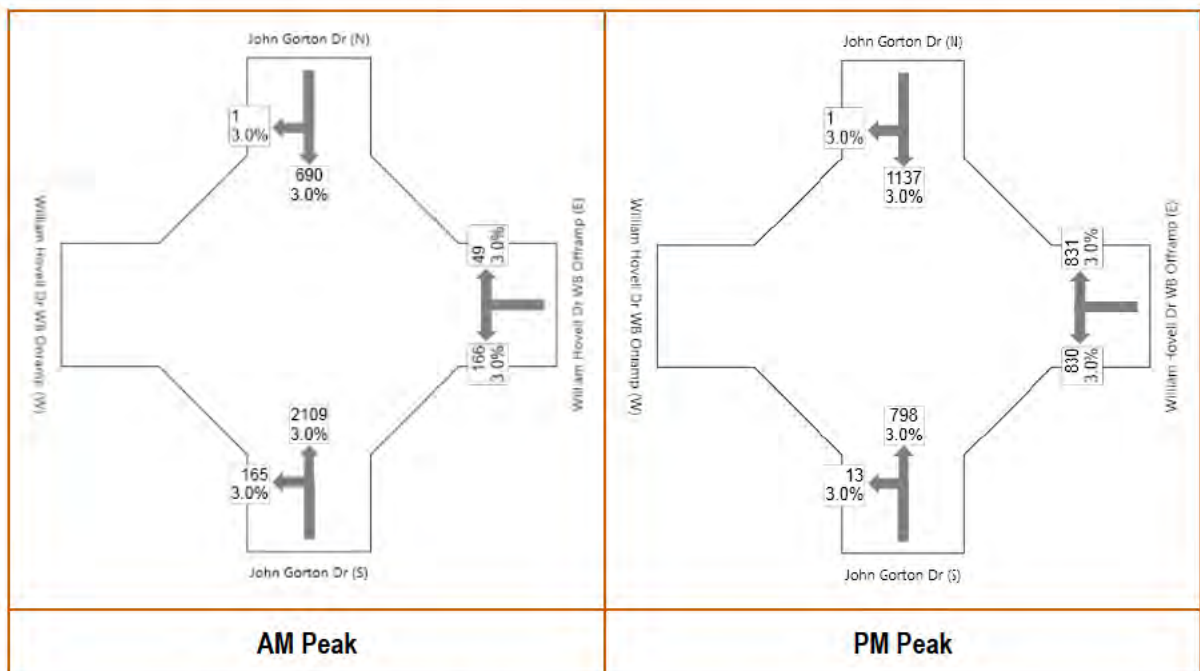 John Gorton Dr (N)
1
3.0%
690
3.0%
William Hovell Dr WB Onramp (W)
49
3.0%
166
3.0%
William Hovell Dr WB Offramp (E)
2109
3.0%
165
3.0%
John Gorton Dr (S)
AM Peak
John Gorton Dr (N)
1
3.0%
1137
3.0%
William Hovell Dr WB Onramp (W)
831
3.0%
830
3.0%
William Hovell Dr WB Offramp (E)
798
3.0%
13
3.0%
John Gorton Dr (S)
PM Peak